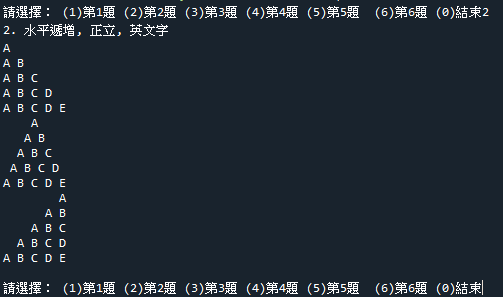 請選擇： (1)第1題 (2)第2題 (3)第3題 (4)第4題 (5)第5題  (6)第6題 (0)結束2
2. 水平遞增, 正立, 英文字
A
A B
A B C
A B C D
A B C D E
    A
   A B
  A B C
 A B C D
A B C D E
        A
      A B
    A B C
  A B C D
A B C D E
請選擇： (1)第1題 (2)第2題 (3)第3題 (4)第4題 (5)第5題  (6)第6題 (0)結束